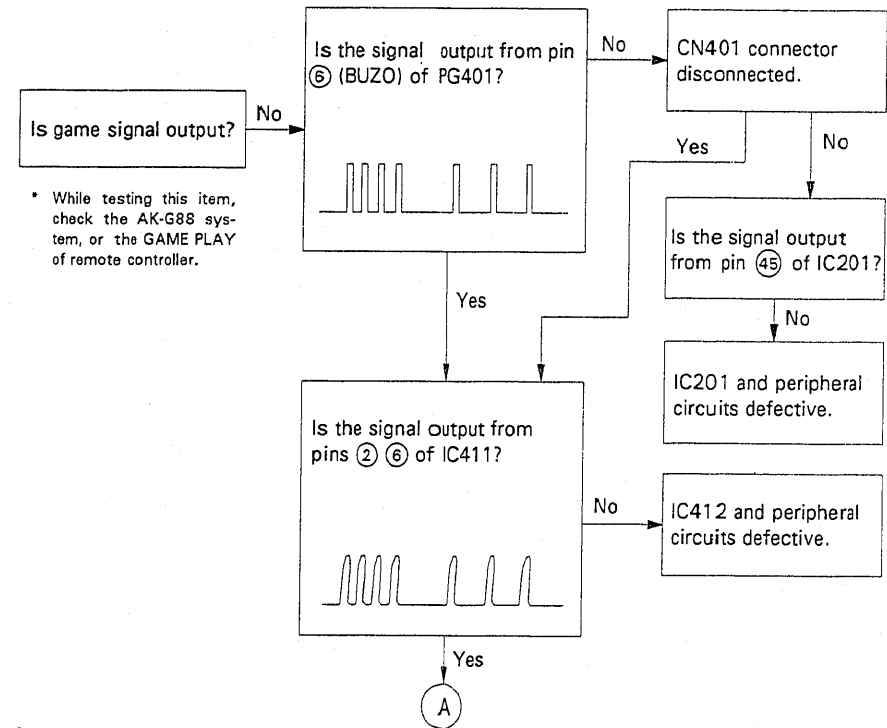 Is the signal output from pin
⑥ (BUZO) of PG401?
No
CN401 connector
disconnected.
Is game signal output?
No
Yes
No
* While testing this item,
check the AK-G88 sys-
tem, or the GAME PLAY
of remote controller.
Is the signal output
from pin ㊺ of IC201?
Yes
No
IC201 and peripheral
circuits defective.
Is the signal output from
pins ② ⑥ of IC411?
No
IC412 and peripheral
circuits defective.
Yes
A